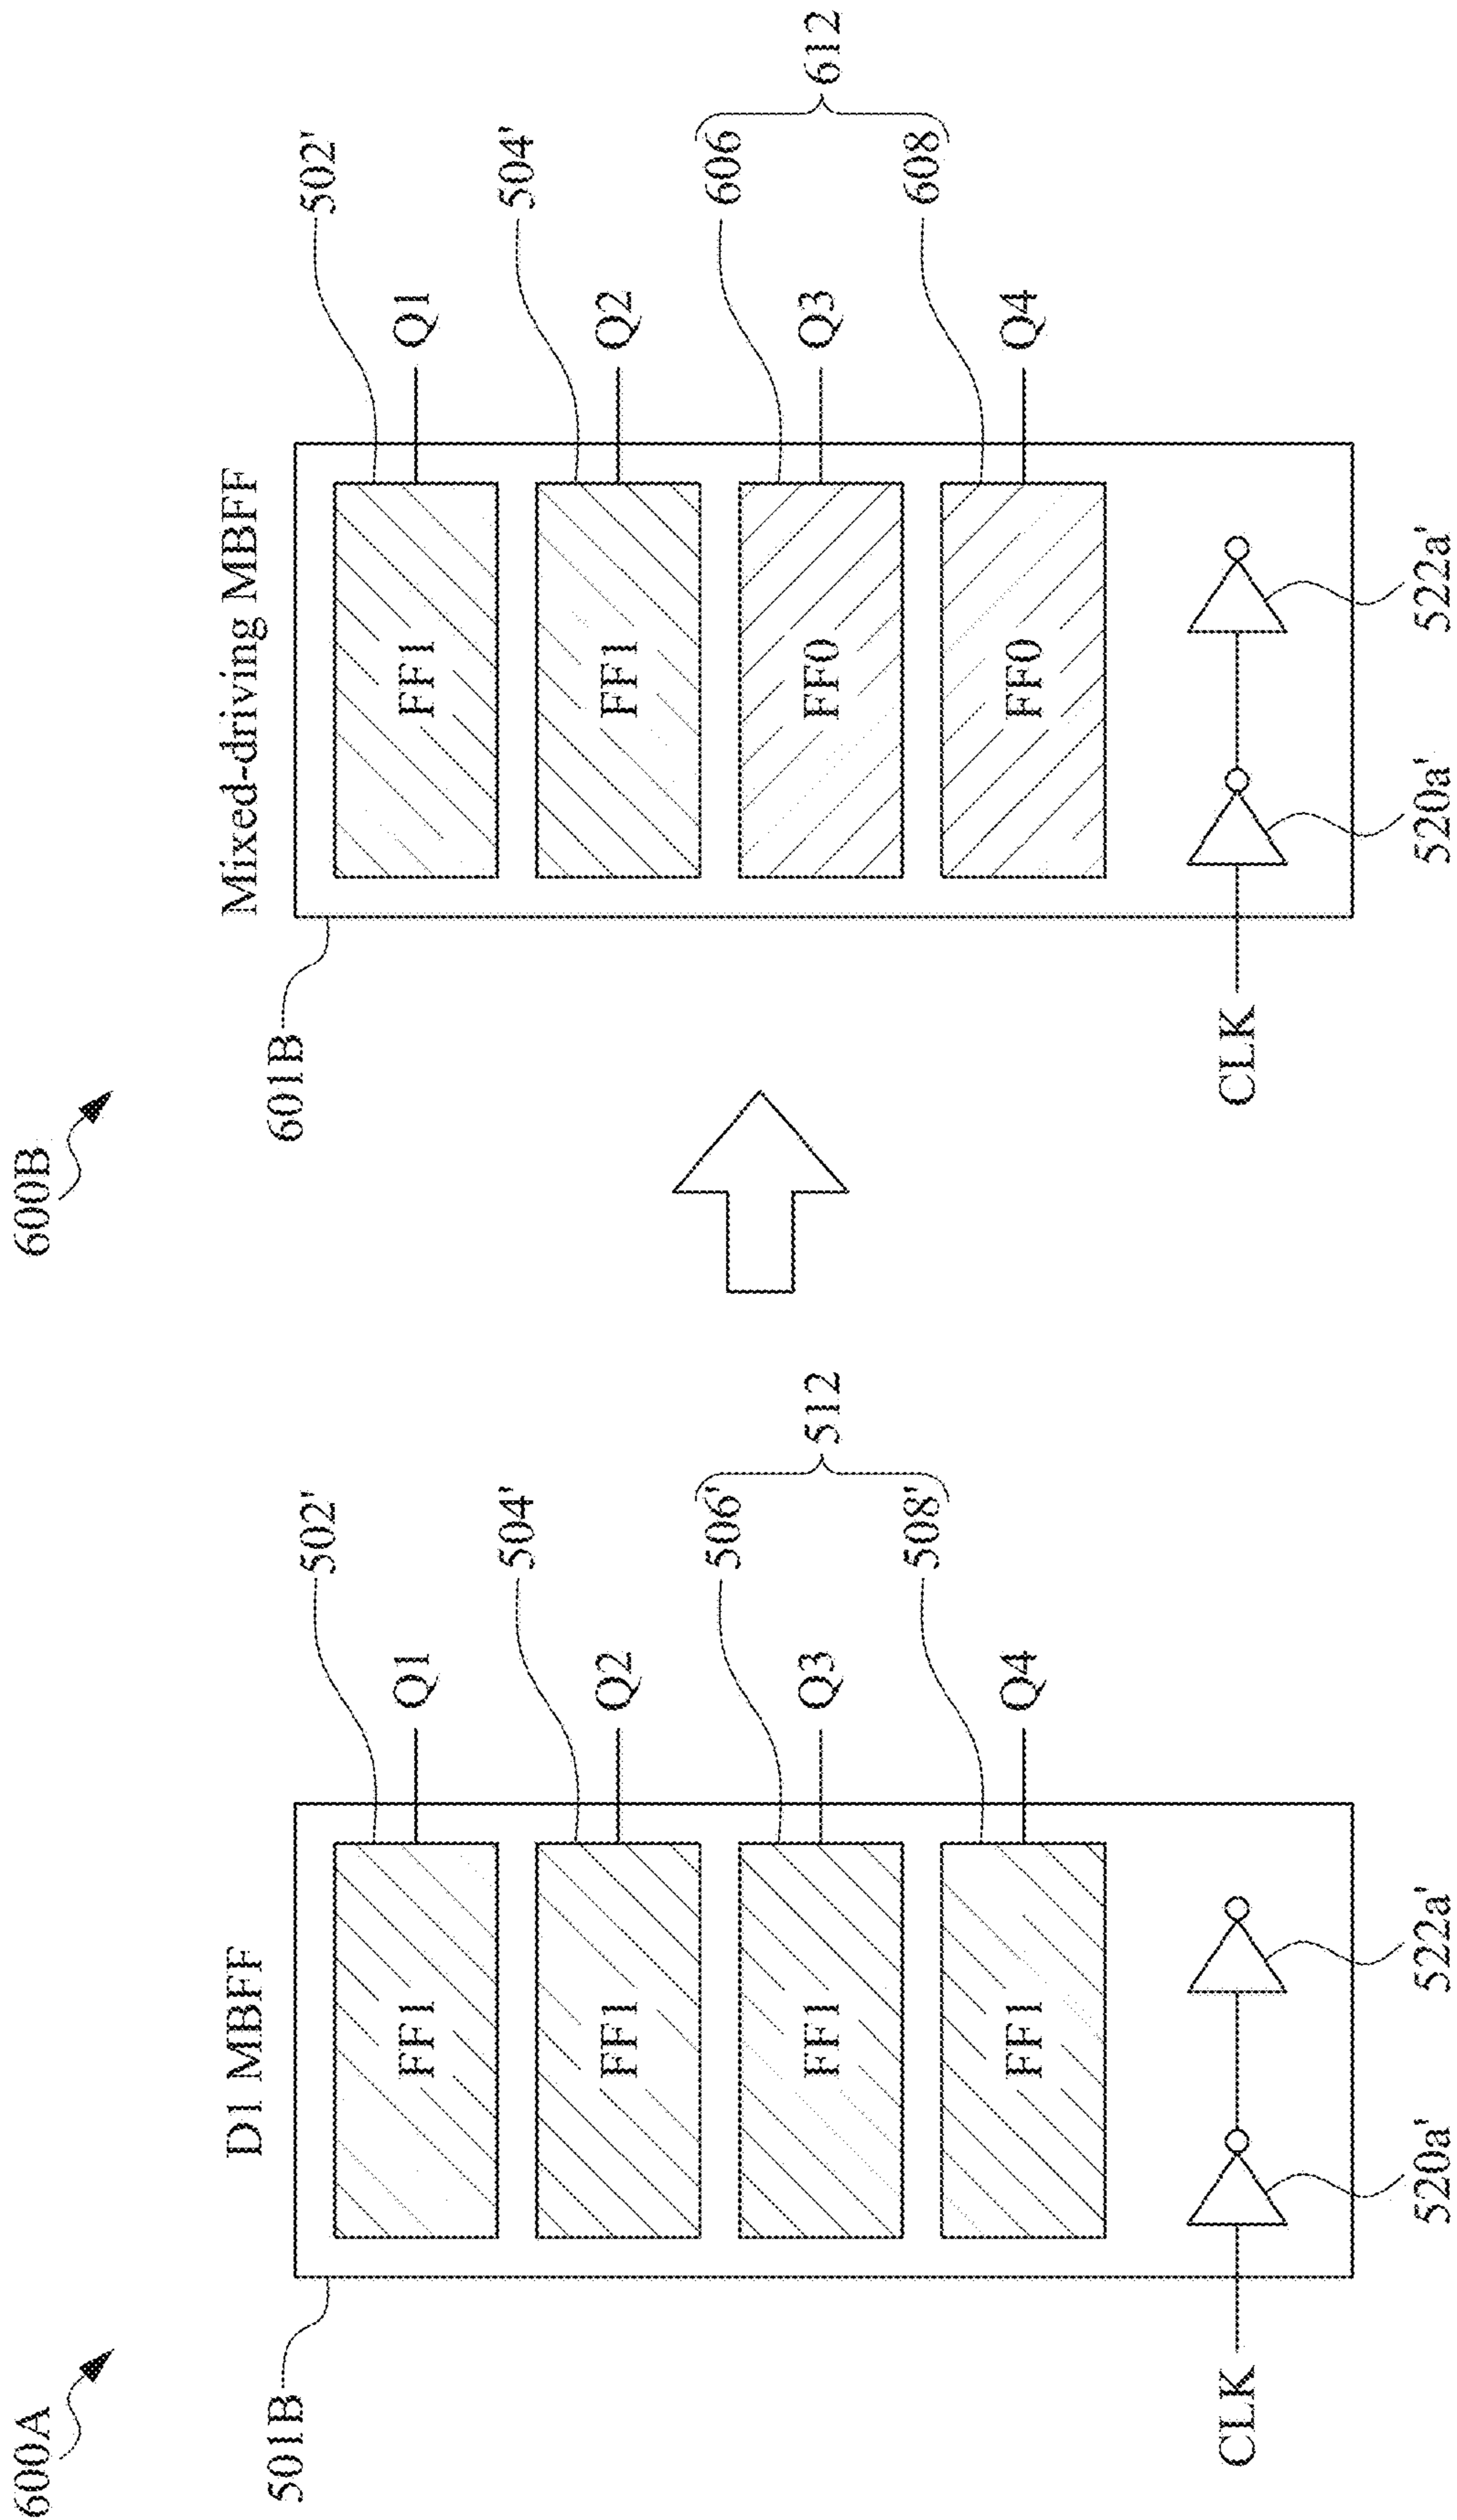 600A
D1 MBFF
501B
FF1
Q1
502'
FF1
Q2
504'
FF1
Q3
506'
FF1
Q4
508'
512
CLK
520a'
522a'
600B
Mixed-driving MBFF
601B
FF1
Q1
502'
FF1
Q2
504'
FF0
Q3
606
FF0
Q4
608
612
CLK
520a'
522a'